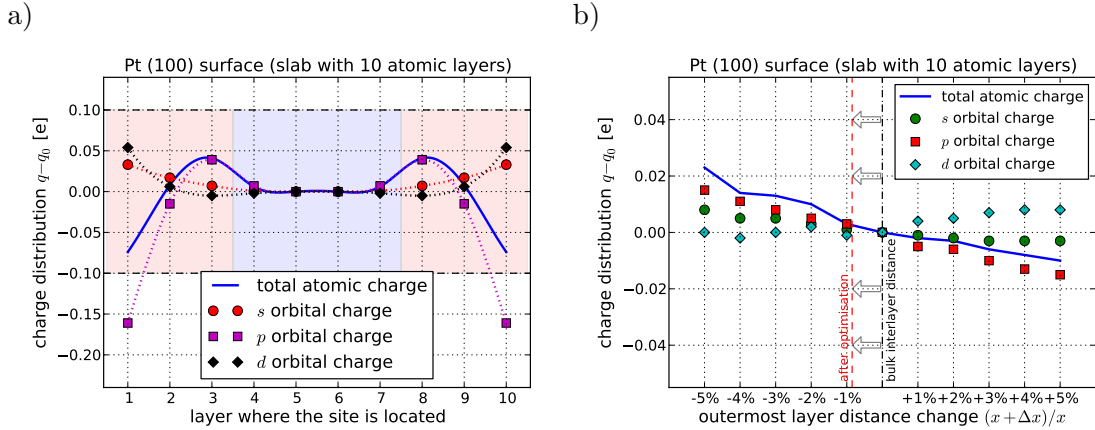 a)
Pt (100) surface (slab with 10 atomic layers)
charge distribution q−q0 [e]
0.10
0.05
0.00
−0.05
−0.10
−0.15
−0.20
total atomic charge
s orbital charge
p orbital charge
d orbital charge
1 2 3 4 5 6 7 8 9 10
layer where the site is located
b)
Pt (100) surface (slab with 10 atomic layers)
charge distribution q−q0 [e]
0.04
0.02
0.00
−0.02
−0.04
total atomic charge
s orbital charge
p orbital charge
d orbital charge
after optimisation
bulk interlayer distance
-5% -4% -3% -2% -1% +1% +2% +3% +4% +5%
outermost layer distance change (x+Δx)/x